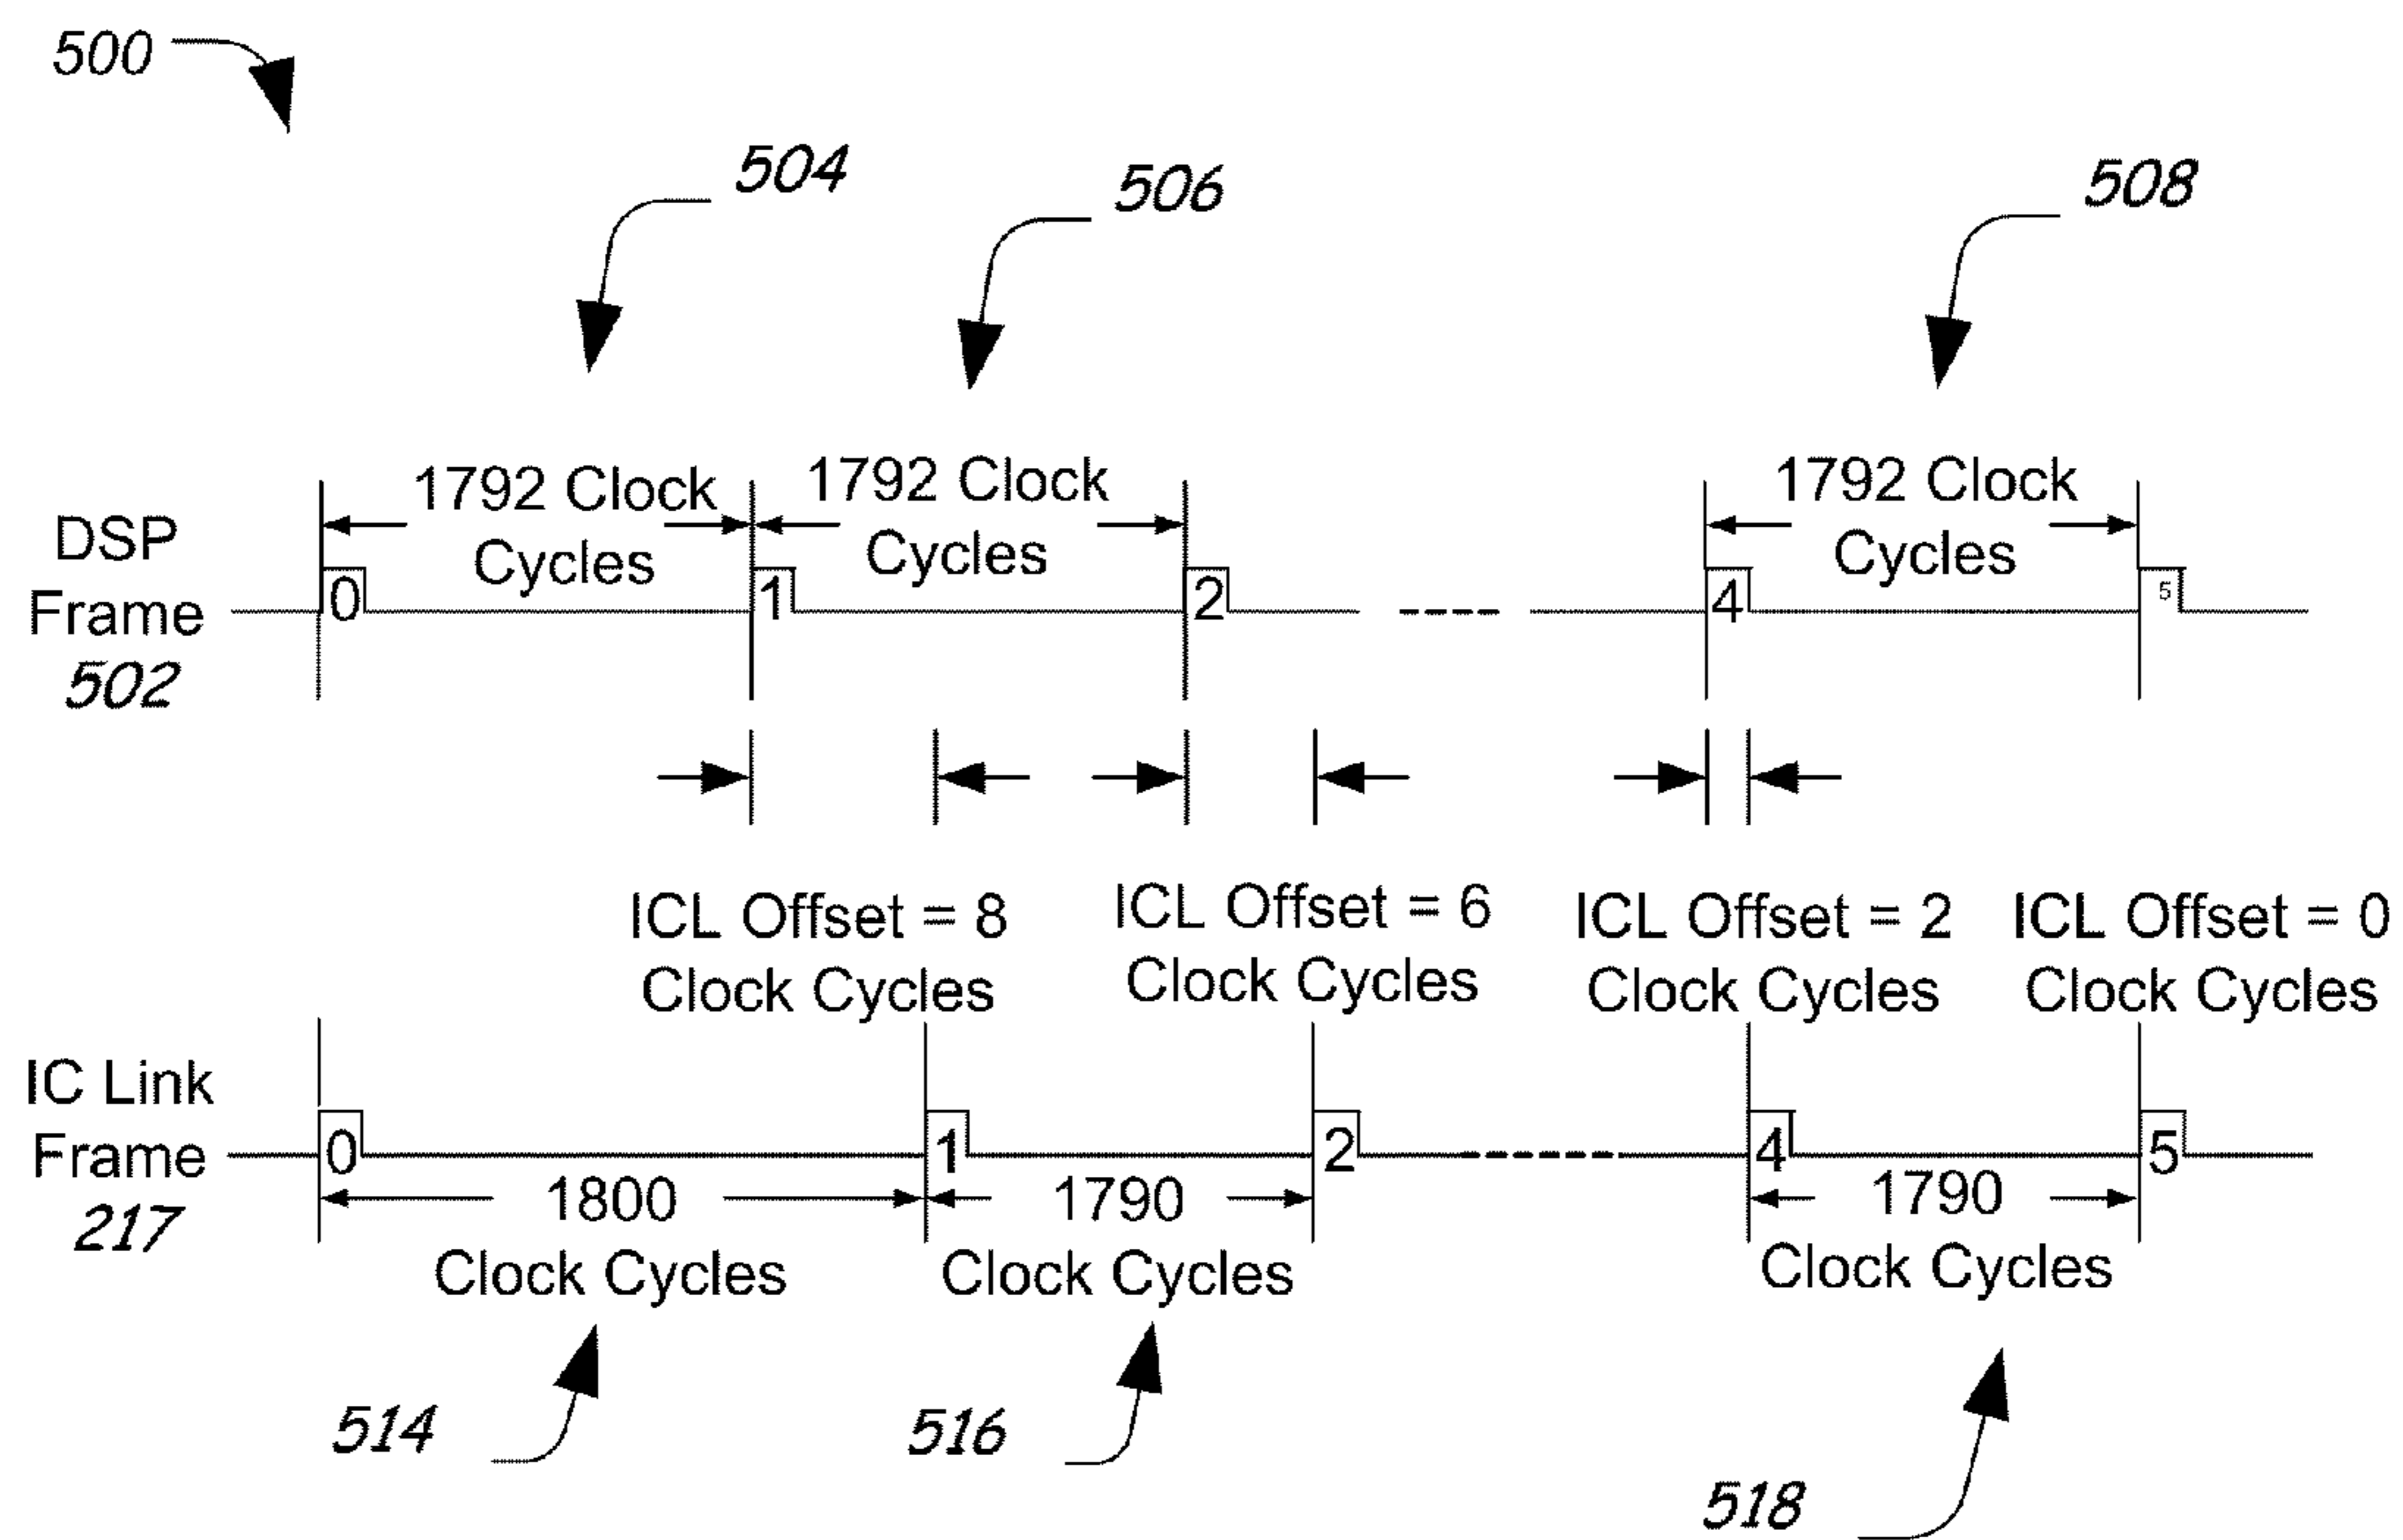 500
504
506
508
1792 Clock
Cycles
1792 Clock
Cycles
1792 Clock
Cycles
DSP
Frame
502
0
1
2
4
5
ICL Offset = 8
Clock Cycles
ICL Offset = 6
Clock Cycles
ICL Offset = 2
Clock Cycles
ICL Offset = 0
Clock Cycles
IC Link
Frame
217
0
1
2
4
5
1800
Clock Cycles
1790
Clock Cycles
1790
Clock Cycles
514
516
518